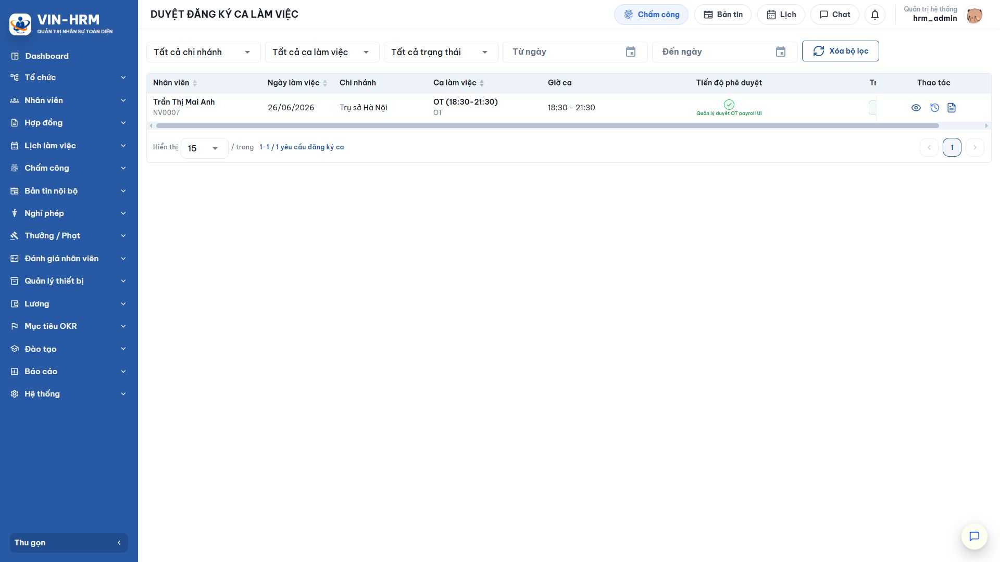 VIN-HRM
QUẢN TRỊ NHÂN SỰ TOÀN DIỆN
Dashboard
Tổ chức
Nhân viên
Hợp đồng
Lịch làm việc
Chấm công
Bản tin nội bộ
Nghỉ phép
Thưởng / Phạt
Đánh giá nhân viên
Quản lý thiết bị
Lương
Mục tiêu OKR
Đào tạo
Báo cáo
Hệ thống
Thu gọn
DUYỆT ĐĂNG KÝ CA LÀM VIỆC
Chấm công
Bản tin
Lịch
Chat
Quản trị hệ thống
hrm_admin
Tất cả chi nhánh
Tất cả ca làm việc
Tất cả trạng thái
Từ ngày
Đến ngày
Xóa bộ lọc
Nhân viên Ngày làm việc Chi nhánh Ca làm việc Giờ ca Tiến độ phê duyệt Tr Thao tác
Trần Thị Mai Anh
NV0007
26/06/2026
Trụ sở Hà Nội
OT (18:30-21:30)
OT
18:30 - 21:30
Quản lý duyệt OT payroll UI
Hiển thị 15 / trang 1-1 / 1 yêu cầu đăng ký ca
1